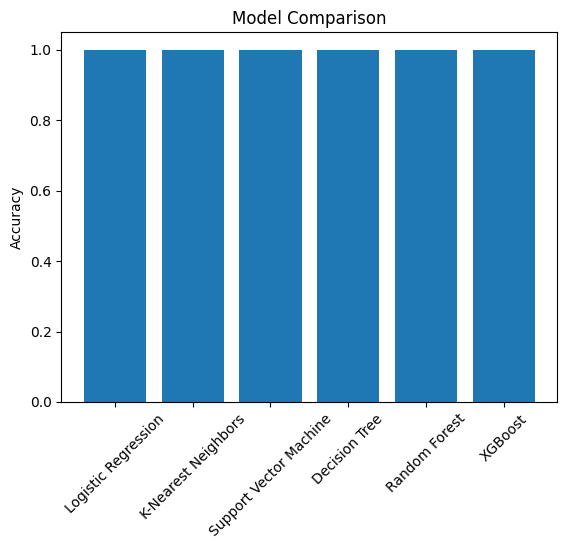 Model Comparison
1.0
0.8
0.6
0.4
0.2
0.0
Accuracy
Logistic Regression
K-Nearest Neighbors
Support Vector Machine
Decision Tree
Random Forest
XGBoost